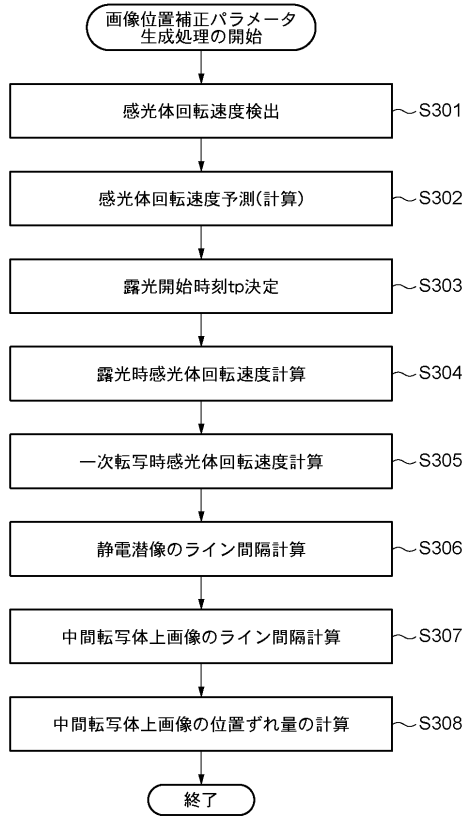 画像位置補正パラメータ
生成処理の開始
感光体回転速度検出 S301
感光体回転速度予測(計算) S302
露光開始時刻tp決定 S303
露光時感光体回転速度計算 S304
一次転写時感光体回転速度計算 S305
静電潜像のライン間隔計算 S306
中間転写体上画像のライン間隔計算 S307
中間転写体上画像の位置ずれ量の計算 S308
終了